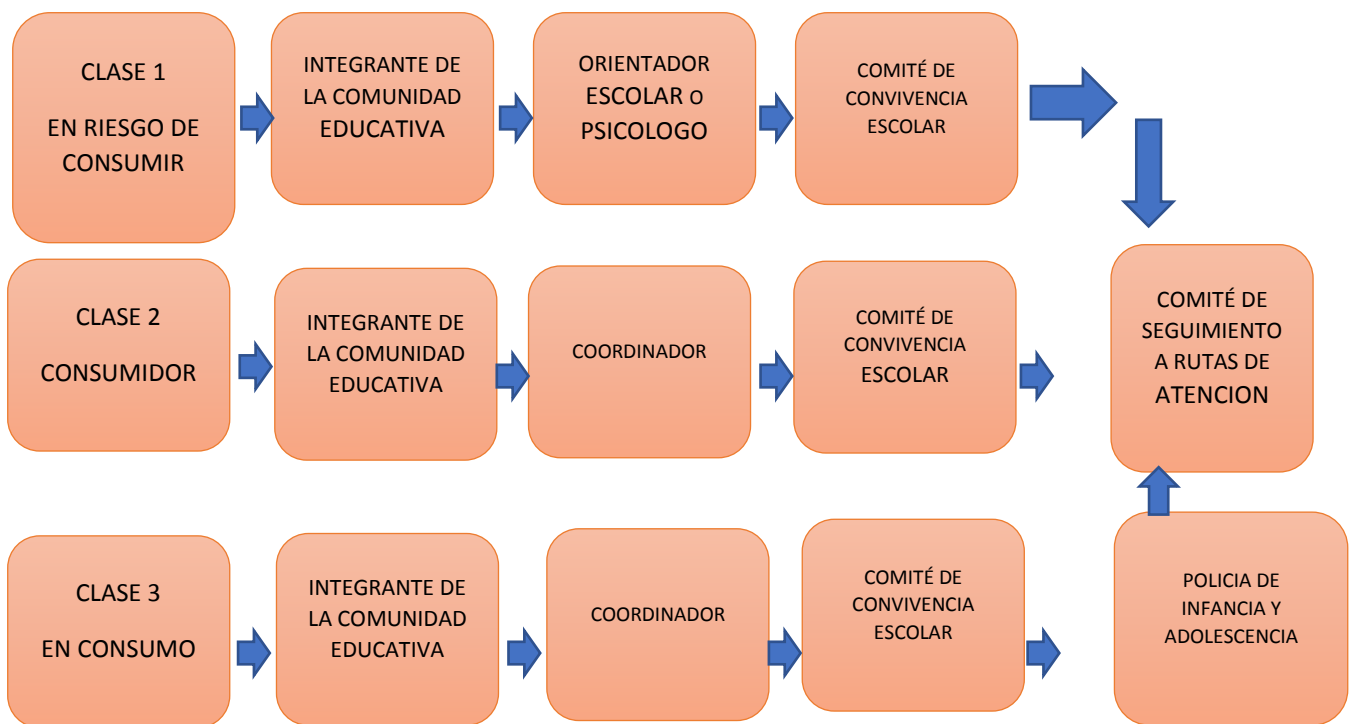 CLASE 1
EN RIESGO DE
CONSUMIR
INTEGRANTE DE
LA COMUNIDAD
EDUCATIVA
ORIENTADOR
ESCOLAR O
PSICOLOGO
COMITÉ DE
CONVIVENCIA
ESCOLAR
CLASE 2
CONSUMIDOR
INTEGRANTE DE
LA COMUNIDAD
EDUCATIVA
COORDINADOR
COMITÉ DE
CONVIVENCIA
ESCOLAR
COMITÉ DE
SEGUIMIENTO
A RUTAS DE
ATENCION
CLASE 3
EN CONSUMO
INTEGRANTE DE
LA COMUNIDAD
EDUCATIVA
COORDINADOR
COMITÉ DE
CONVIVENCIA
ESCOLAR
POLICIA DE
INFANCIA Y
ADOLESCENCIA